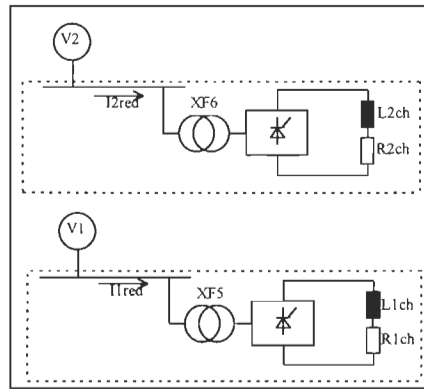 V2
I2red
XF6
L2ch
R2ch
V1
I1red
XF5
L1ch
R1ch